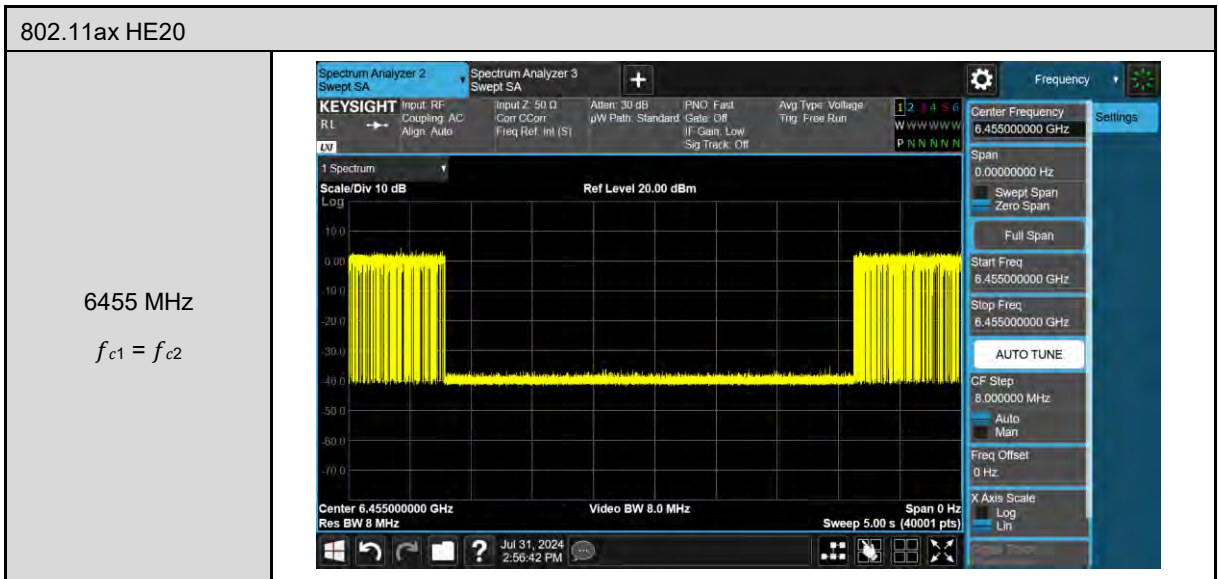 802.11ax HE20
6455 MHz
fc1 = fc2
Spectrum Analyzer 2
Swept SA
Spectrum Analyzer 3
Swept SA
+
Frequency
Settings
KEYSIGHT
RL
LXI
Input: RF
Coupling: AC
Align: Auto
Input Z: 50 Ω
Corr CCorr
Freq Ref: Int (S)
Atten: 30 dB
µW Path: Standard
PNO: Fast
Gate: Off
IF Gain: Low
Sig Track: Off
Avg Type: Voltage
Trig: Free Run
1 2 3 4 5 6
W W W W W W
P N N N N N
1 Spectrum
Scale/Div 10 dB
Ref Level 20.00 dBm
Log
10.0
0.00
-10.0
-20.0
-30.0
-40.0
-50.0
-60.0
-70.0
Center 6.455000000 GHz
Video BW 8.0 MHz
Span 0 Hz
Res BW 8 MHz
Sweep 5.00 s (40001 pts)
Center Frequency
6.455000000 GHz
Span
0.00000000 Hz
Swept Span
Zero Span
Full Span
Start Freq
6.455000000 GHz
Stop Freq
6.455000000 GHz
AUTO TUNE
CF Step
8.000000 MHz
Auto
Man
Freq Offset
0 Hz
X Axis Scale
Log
Lin
?
Jul 31, 2024
2:56:42 PM